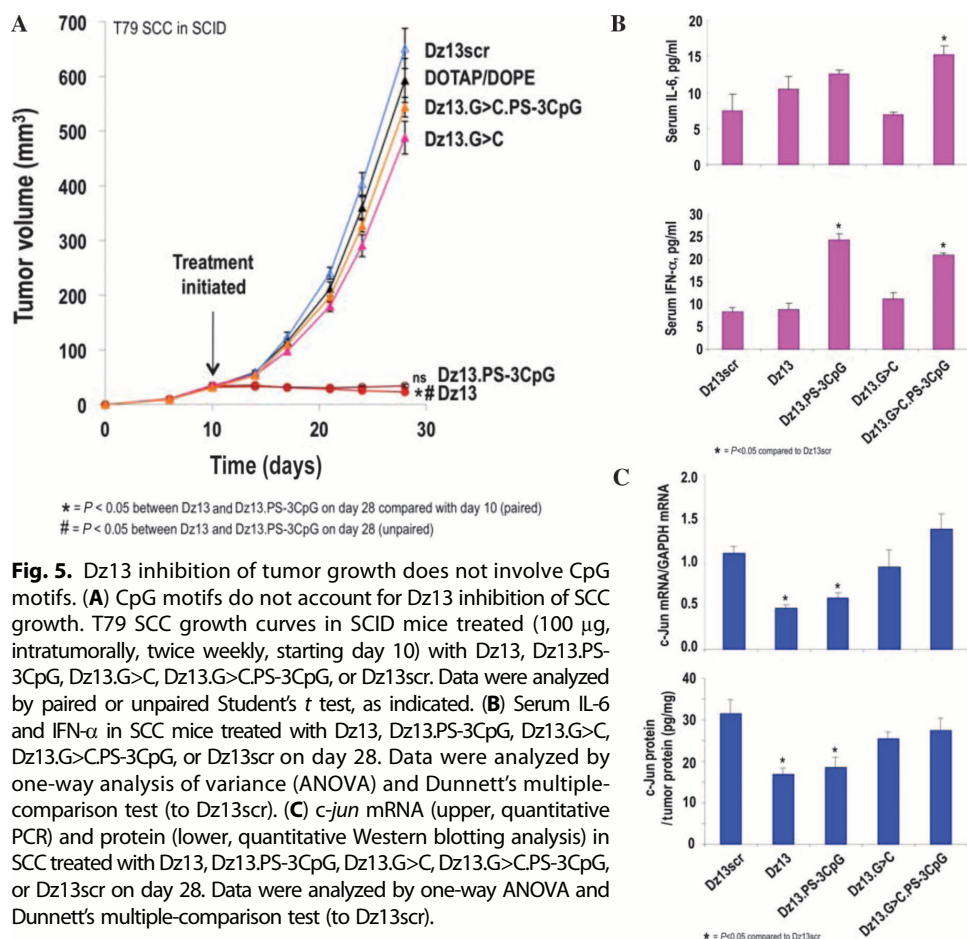 A
T79 SCC in SCID
700
600
500
400
300
200
100
0
Tumor volume (mm³)
0
10
20
30
Time (days)
Treatment
initiated
Dz13scr
DOTAP/DOPE
Dz13.G>C.PS-3CpG
Dz13.G>C
ns Dz13.PS-3CpG
*# Dz13
* = P < 0.05 between Dz13 and Dz13.PS-3CpG on day 28 compared with day 10 (paired)
# = P < 0.05 between Dz13 and Dz13.PS-3CpG on day 28 (unpaired)
Fig. 5. Dz13 inhibition of tumor growth does not involve CpG
motifs. (A) CpG motifs do not account for Dz13 inhibition of SCC
growth. T79 SCC growth curves in SCID mice treated (100 μg,
intratumorally, twice weekly, starting day 10) with Dz13, Dz13.PS-
3CpG, Dz13.G>C, Dz13.G>C.PS-3CpG, or Dz13scr. Data were analyzed
by paired or unpaired Student's t test, as indicated. (B) Serum IL-6
and IFN-α in SCC mice treated with Dz13, Dz13.PS-3CpG, Dz13.G>C,
Dz13.G>C.PS-3CpG, or Dz13scr on day 28. Data were analyzed by
one-way analysis of variance (ANOVA) and Dunnett's multiple-
comparison test (to Dz13scr). (C) c-jun mRNA (upper, quantitative
PCR) and protein (lower, quantitative Western blotting analysis) in
SCC treated with Dz13, Dz13.PS-3CpG, Dz13.G>C, Dz13.G>C.PS-3CpG,
or Dz13scr on day 28. Data were analyzed by one-way ANOVA and
Dunnett's multiple-comparison test (to Dz13scr).
B
Serum IL-6, pg/ml
20
15
10
5
0
*
Serum IFN-α, pg/ml
30
25
20
15
10
5
0
*
*
Dz13scr
Dz13
Dz13.PS-3CpG
Dz13.G>C
Dz13.G>C.PS-3CpG
* = P<0.05 compared to Dz13scr
C
c-Jun mRNA/GAPDH mRNA
2.0
1.5
1.0
0.5
0.0
*
*
c-Jun protein
/tumor protein (pg/mg)
40
30
30
20
20
10
10
0
0
*
*
Dz13scr
Dz13
Dz13.PS-3CpG
Dz13.G>C
Dz13.G>C.PS-3CpG
* = P<0.05 compared to Dz13scr